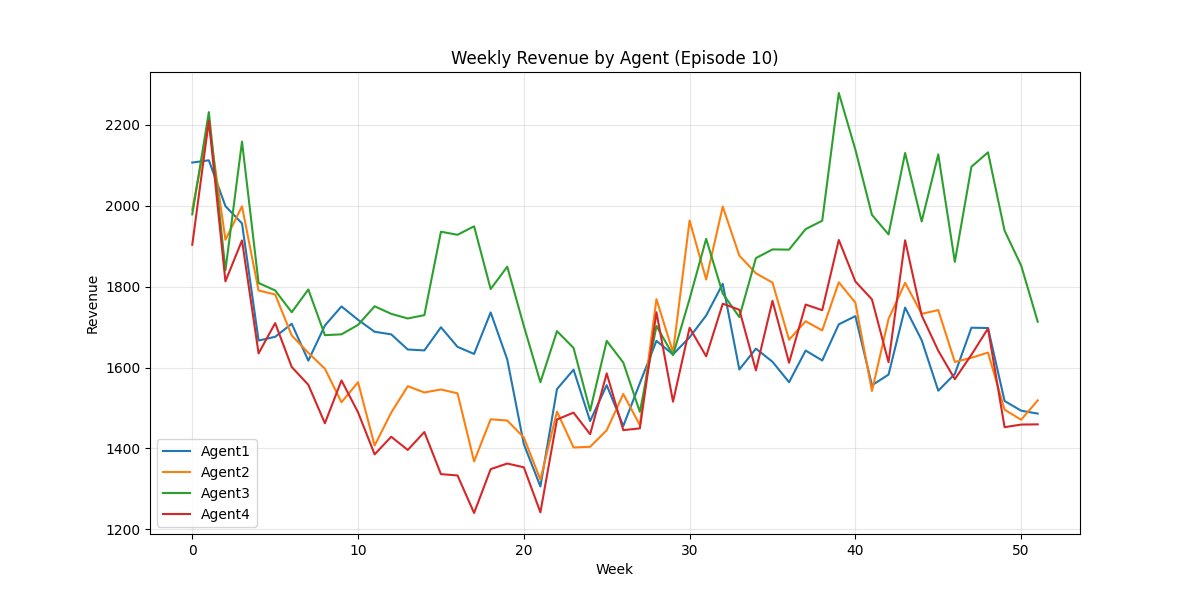 Weekly Revenue by Agent (Episode 10)
Revenue
2200
2000
1800
1600
1400
1200
Agent1
Agent2
Agent3
Agent4
0 10 20 30 40 50
Week